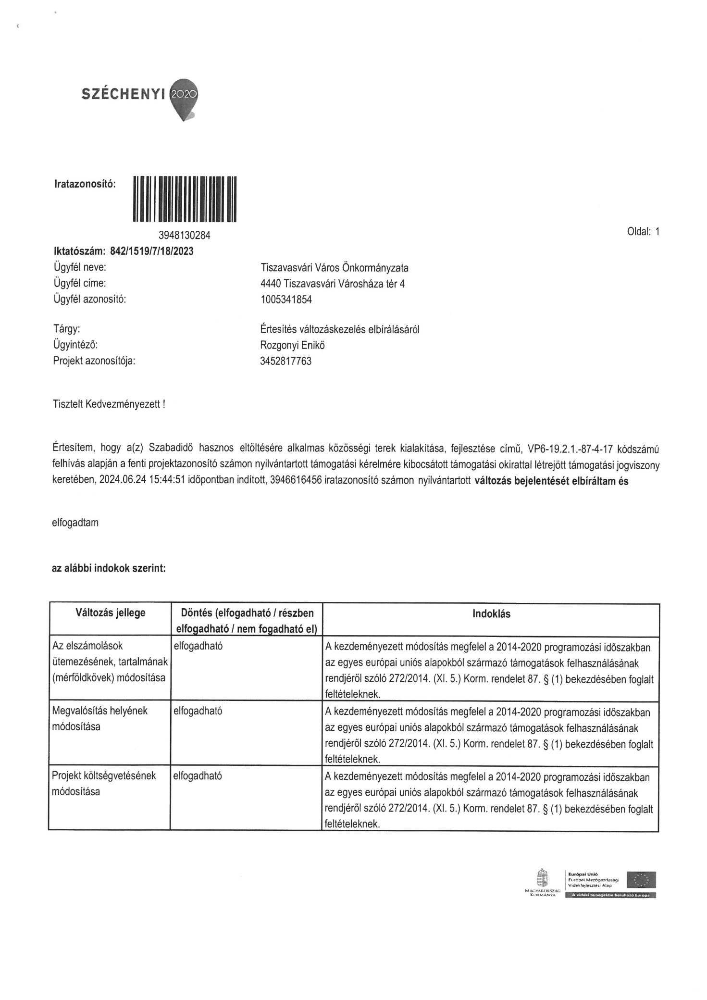 SZÉCHENYI 2020
Iratazonosító:
3948130284
Oldal: 1
Iktatószám: 842/1519/7/18/2023
Ügyfél neve: Tiszavasvári Város Önkormányzata
Ügyfél címe: 4440 Tiszavasvári Városháza tér 4
Ügyfél azonosító: 1005341854
Tárgy: Értesítés változáskezelés elbírálásáról
Ügyintéző: Rozgonyi Enikő
Projekt azonosítója: 3452817763
Tisztelt Kedvezményezett !
Értesítem, hogy a(z) Szabadidő hasznos eltöltésére alkalmas közösségi terek kialakítása, fejlesztése című, VP6-19.2.1.-87-4-17 kódszámú
felhívás alapján a fenti projektazonosító számon nyilvántartott támogatási kérelmére kibocsátott támogatási okirattal létrejött támogatási jogviszony
keretében, 2024.06.24 15:44:51 időpontban indított, 3946616456 iratazonosító számon nyilvántartott változás bejelentését elbíráltam és
elfogadtam
az alábbi indokok szerint:
Változás jellege
Döntés (elfogadható / részben
elfogadható / nem fogadható el)
Indoklás
Az elszámolások
ütemezésének, tartalmának
(mérföldkövek) módosítása
elfogadható
A kezdeményezett módosítás megfelel a 2014-2020 programozási időszakban
az egyes európai uniós alapokból származó támogatások felhasználásának
rendjéről szóló 272/2014. (XI. 5.) Korm. rendelet 87. § (1) bekezdésében foglalt
feltételeknek.
Megvalósítás helyének
módosítása
elfogadható
A kezdeményezett módosítás megfelel a 2014-2020 programozási időszakban
az egyes európai uniós alapokból származó támogatások felhasználásának
rendjéről szóló 272/2014. (XI. 5.) Korm. rendelet 87. § (1) bekezdésében foglalt
feltételeknek.
Projekt költségvetésének
módosítása
elfogadható
A kezdeményezett módosítás megfelel a 2014-2020 programozási időszakban
az egyes európai uniós alapokból származó támogatások felhasználásának
rendjéről szóló 272/2014. (XI. 5.) Korm. rendelet 87. § (1) bekezdésében foglalt
feltételeknek.
MAGYARORSZÁG
KORMÁNYA
Európai Unió
Európai Mezőgazdasági
Vidékfejlesztési Alap
A vidéki térségekbe beruházó Európa